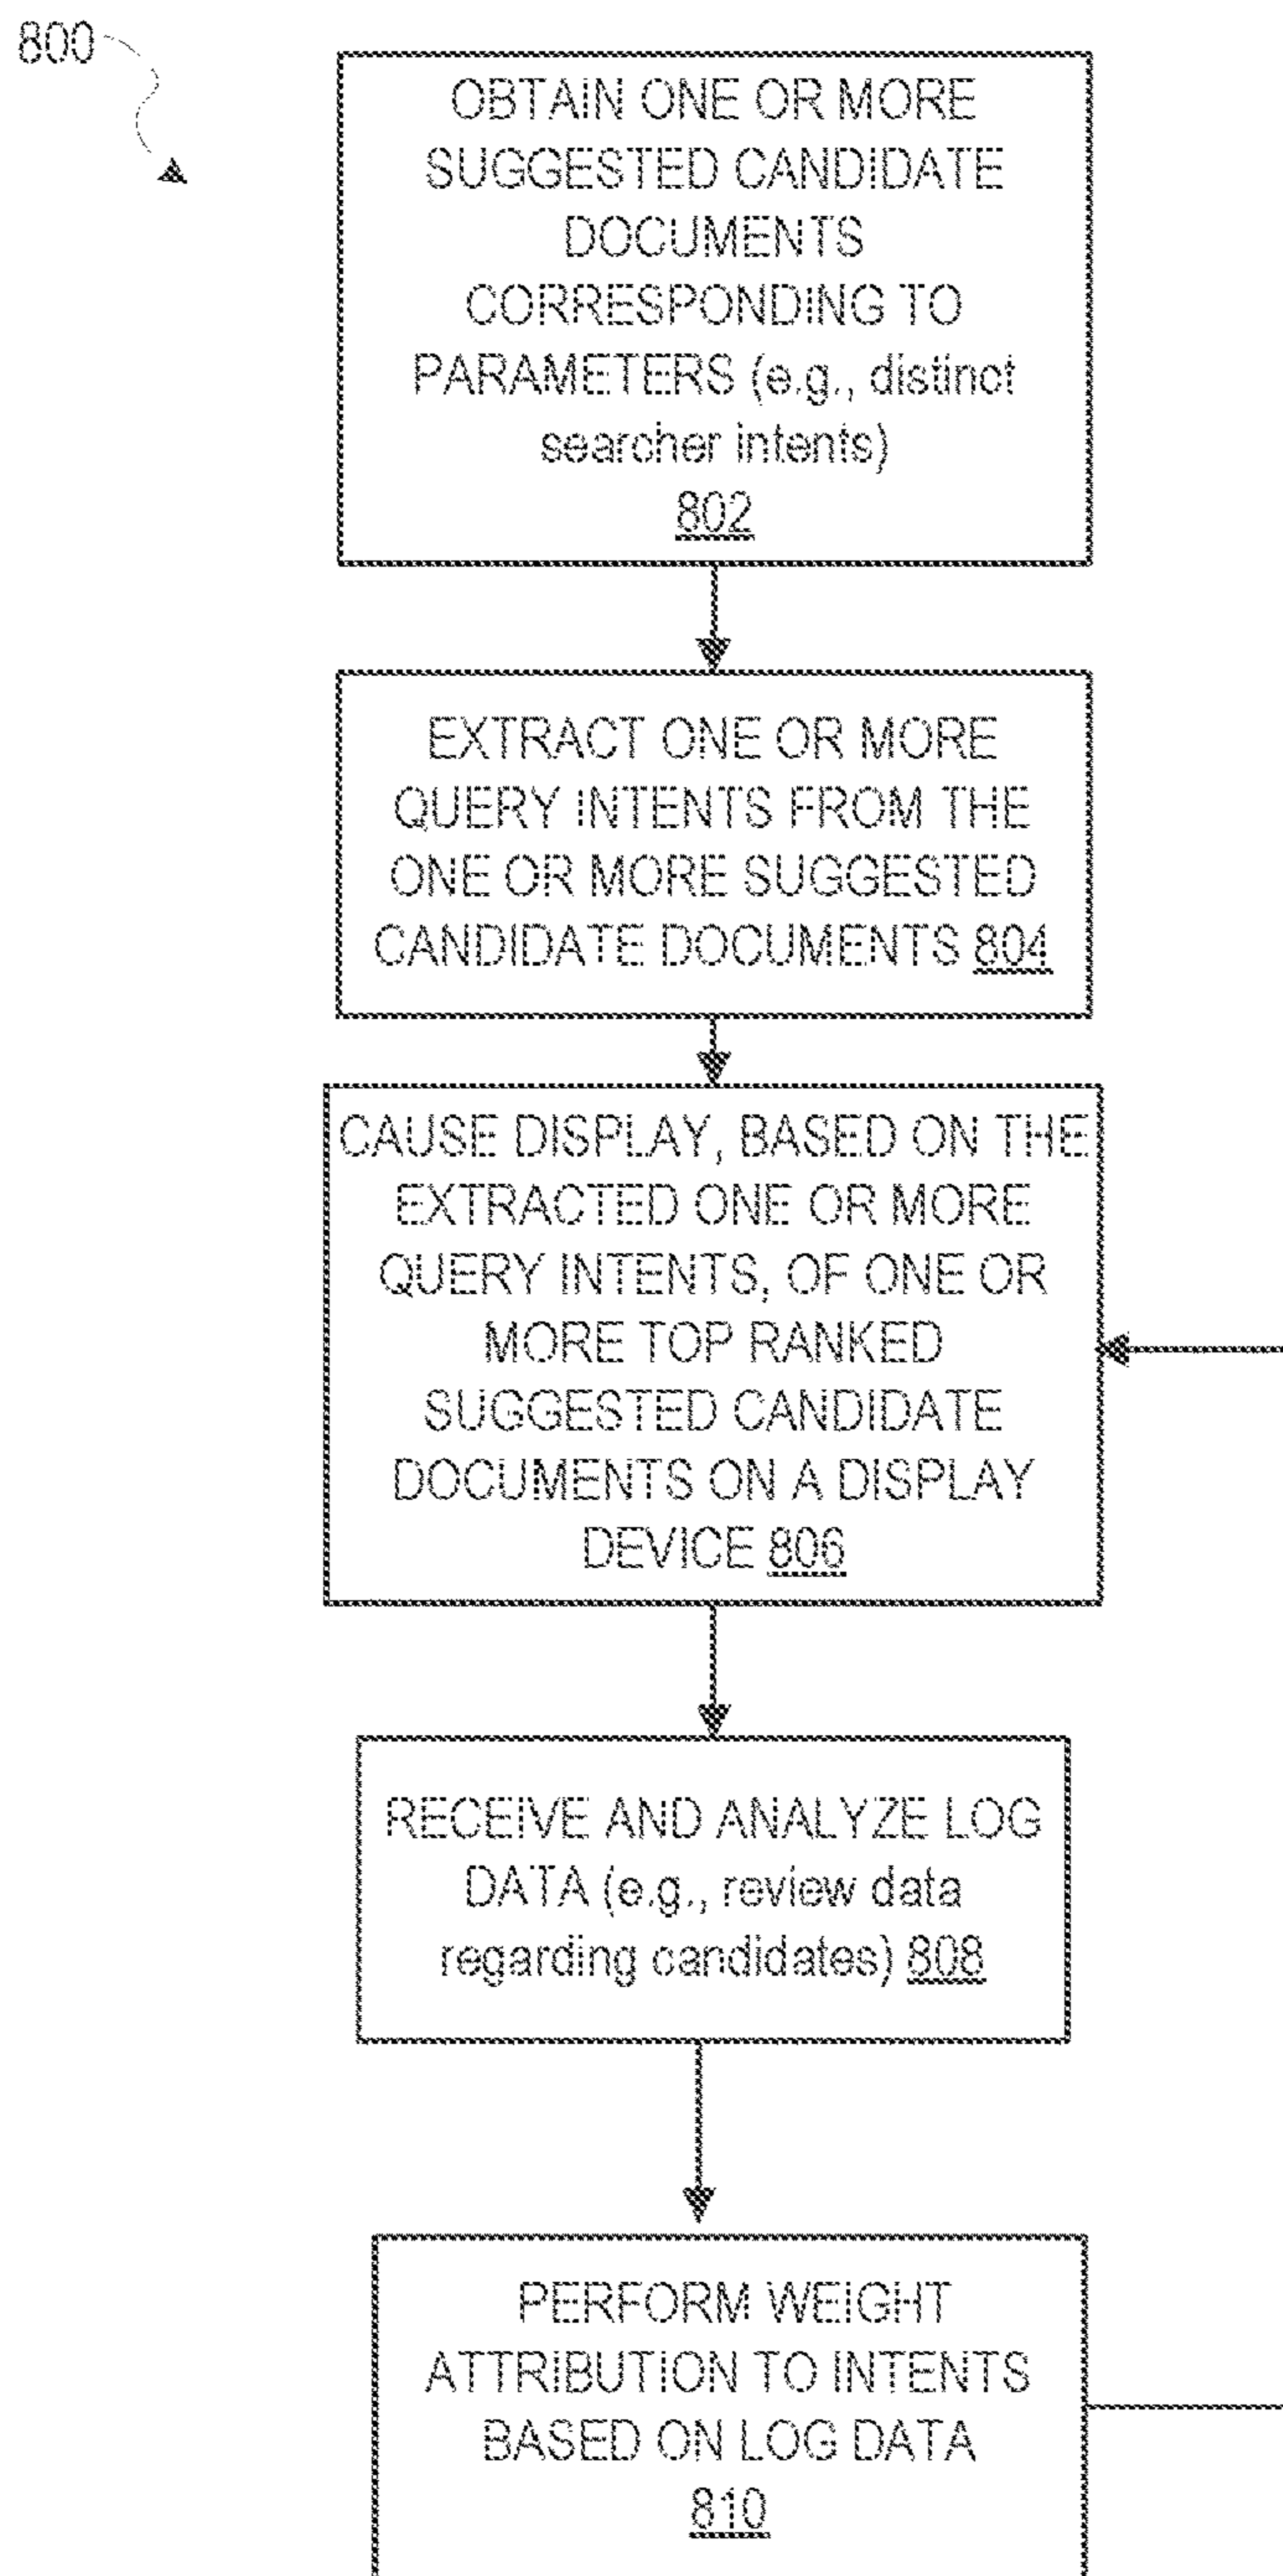 800
OBTAIN ONE OR MORE
SUGGESTED CANDIDATE
DOCUMENTS
CORRESPONDING TO
PARAMETERS (e.g., distinct
searcher intents)
802
EXTRACT ONE OR MORE
QUERY INTENTS FROM THE
ONE OR MORE SUGGESTED
CANDIDATE DOCUMENTS 804
CAUSE DISPLAY, BASED ON THE
EXTRACTED ONE OR MORE
QUERY INTENTS, OF ONE OR
MORE TOP RANKED
SUGGESTED CANDIDATE
DOCUMENTS ON A DISPLAY
DEVICE 806
RECEIVE AND ANALYZE LOG
DATA (e.g., review data
regarding candidates) 808
PERFORM WEIGHT
ATTRIBUTION TO INTENTS
BASED ON LOG DATA
810